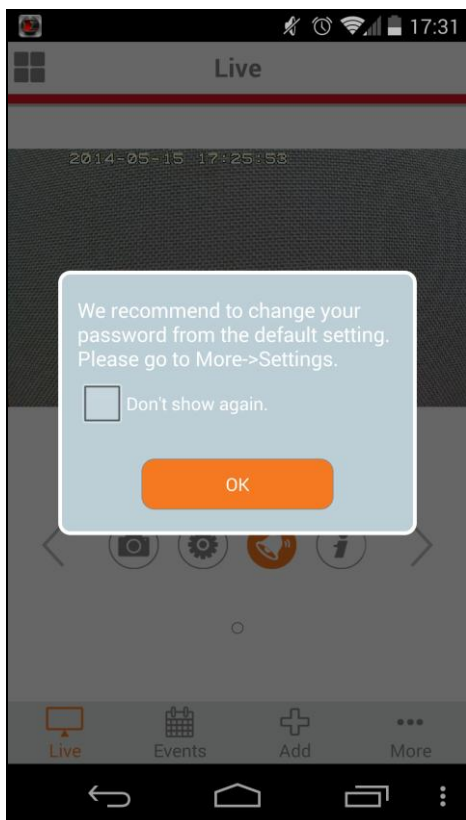 17:31
Live
2014-05-15 17:25:53
We recommend to change your
password from the default setting.
Please go to More->Settings.
Don't show again.
OK
i
Live Events Add More